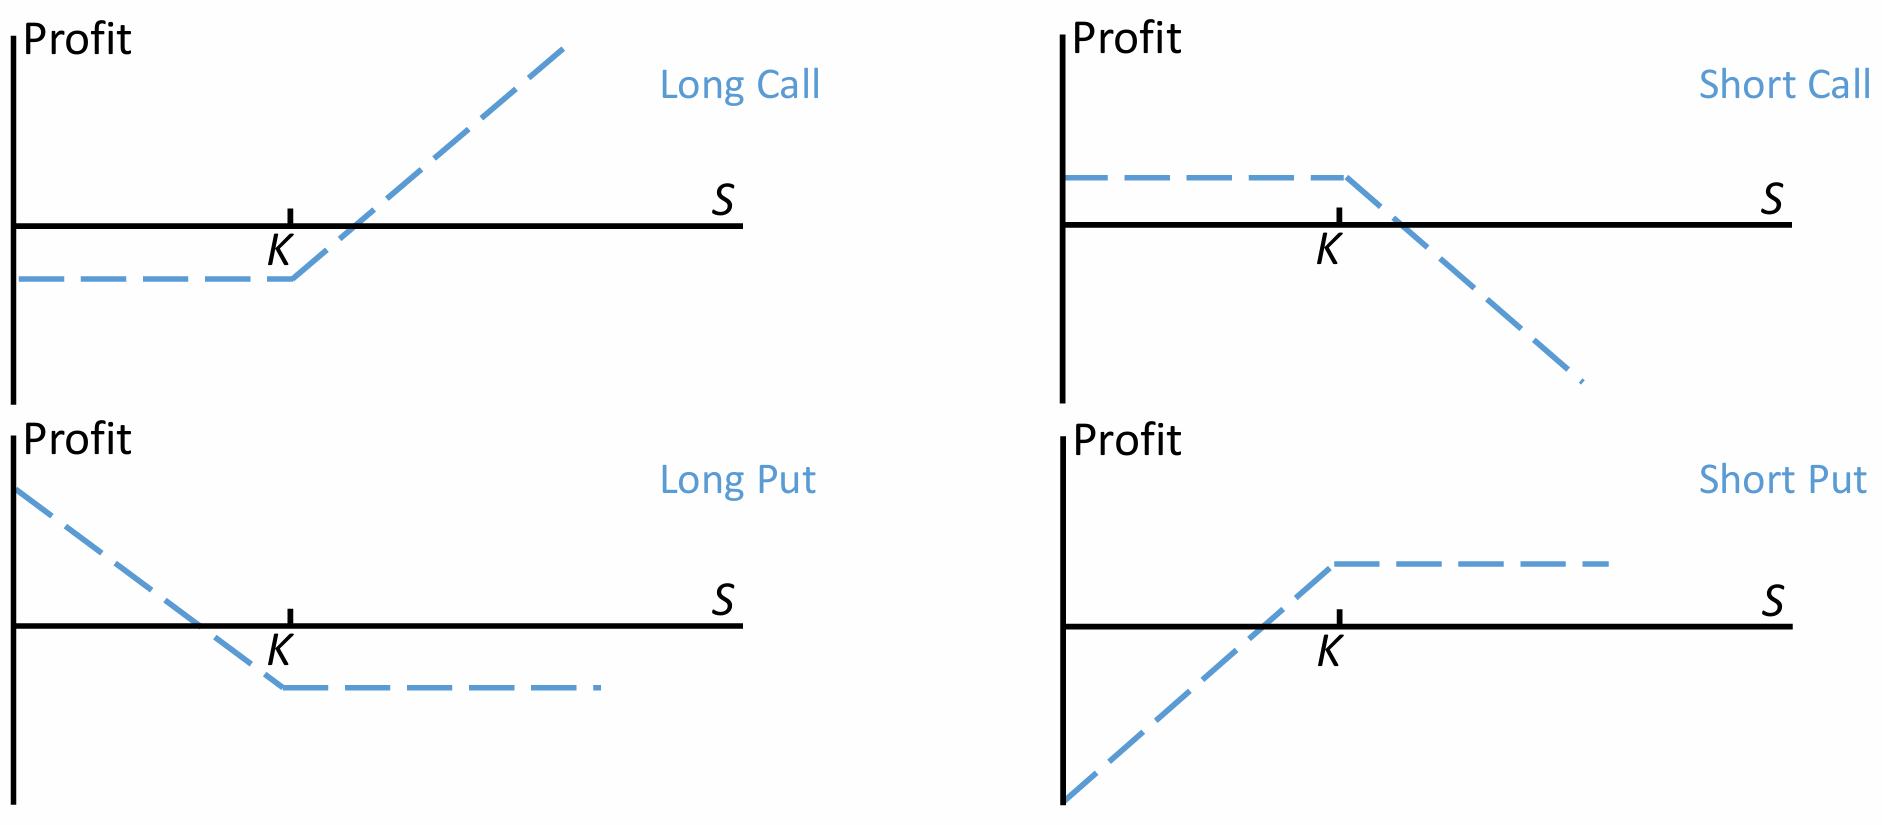 Profit
Long Call
S
K
Profit
Short Call
S
K
Profit
Long Put
S
K
Profit
Short Put
S
K